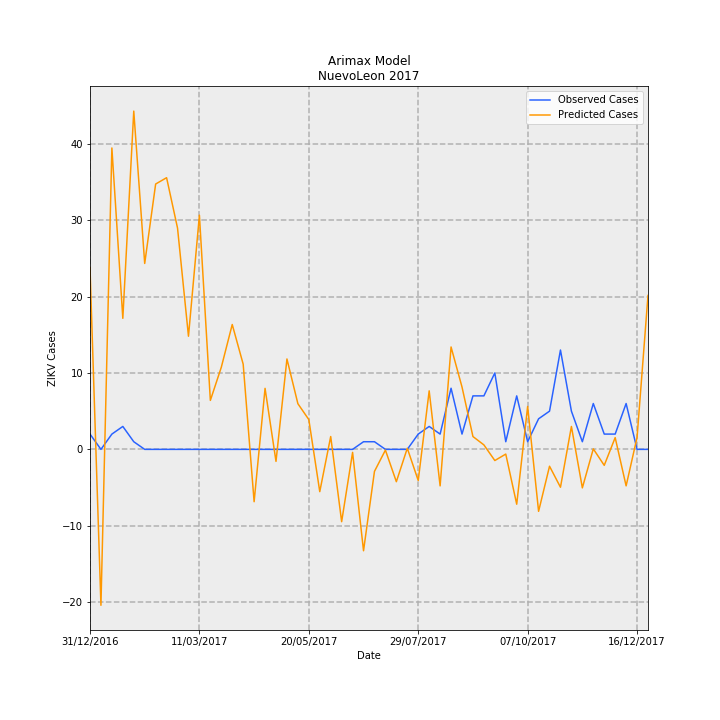 Arimax Model
NuevoLeon 2017
Observed Cases
Predicted Cases
ZIKV Cases
40
30
20
10
0
−10
−20
31/12/2016
11/03/2017
20/05/2017
29/07/2017
07/10/2017
16/12/2017
Date